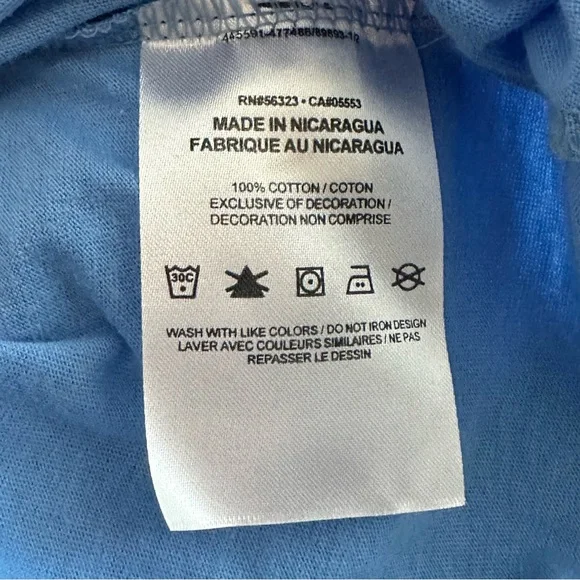 RN#56323 • CA#05553
MADE IN NICARAGUA
FABRIQUE AU NICARAGUA
100% COTTON / COTON
EXCLUSIVE OF DECORATION /
DECORATION NON COMPRISE
30C
WASH WITH LIKE COLORS / DO NOT IRON DESIGN
LAVER AVEC COULEURS SIMILAIRES / NE PAS
REPASSER LE DESSIN